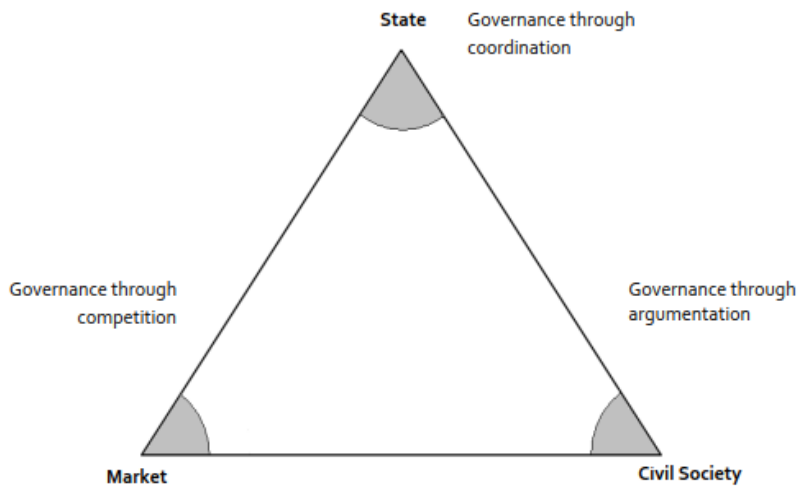 State
Governance through
coordination
Governance through
competition
Governance through
argumentation
Market
Civil Society